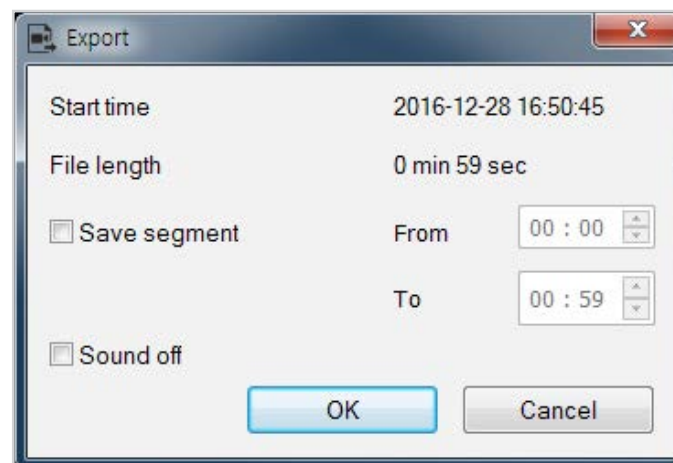 Export
Start time 2016-12-28 16:50:45
File length 0 min 59 sec
Save segment From 00 : 00
To 00 : 59
Sound off
OK Cancel